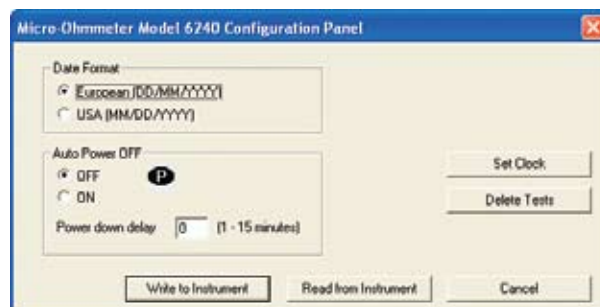 Micro-Ohmmeter Model 6240 Configuration Panel
Date Format
European (DD/MM/YYYY)
USA (MM/DD/YYYY)
Auto Power OFF
OFF
P
ON
Power down delay 0 (1 - 15 minutes)
Set Clock
Delete Tests
Write to Instrument
Read from Instrument
Cancel